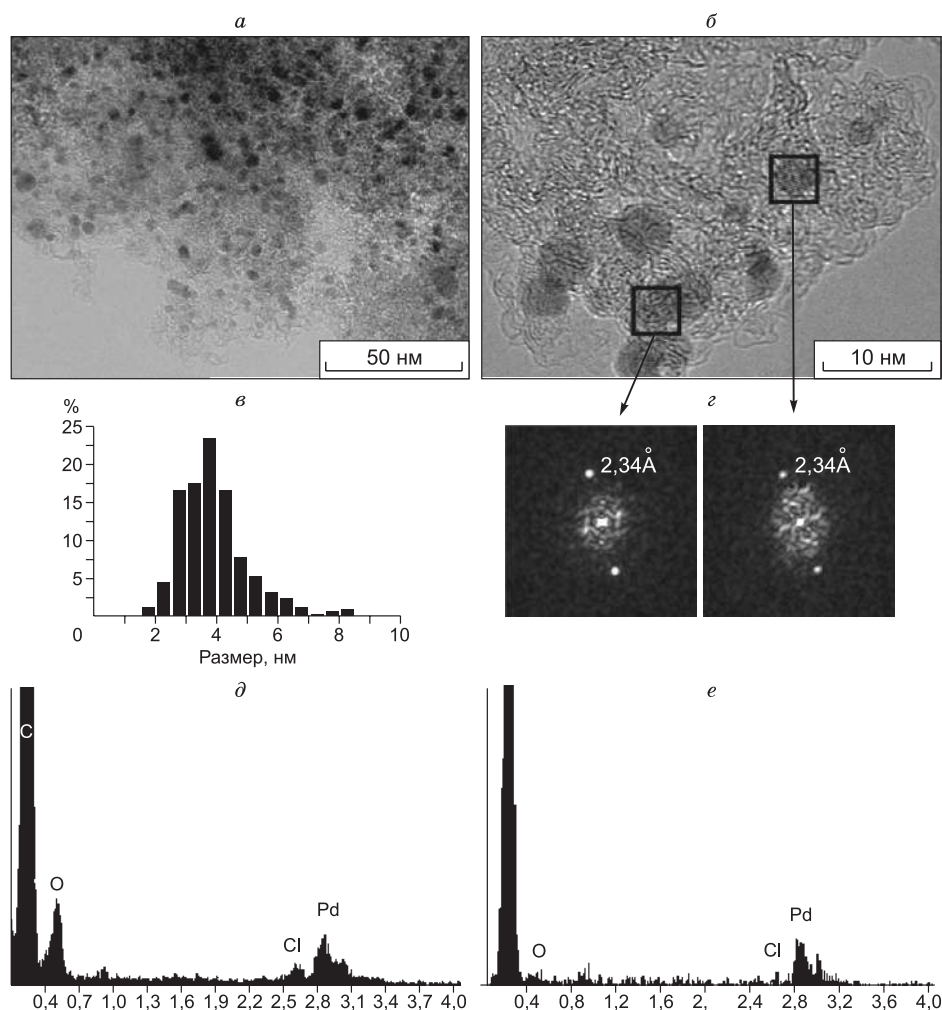 а
б
50 нм
10 нм
в
г
%
25
20
15
10
5
0
2
4
6
8
10
Размер, нм
2,34Å
2,34Å
д
е
C
O
Cl
Pd
0,4 0,7 1,0 1,3 1,6 1,9 2,2 2,5 2,8 3,1 3,4 3,7 4,0
O
Cl
Pd
0,4 0,8 1,2 1,6 2 2,4 2,8 3,2 3,6 4,0